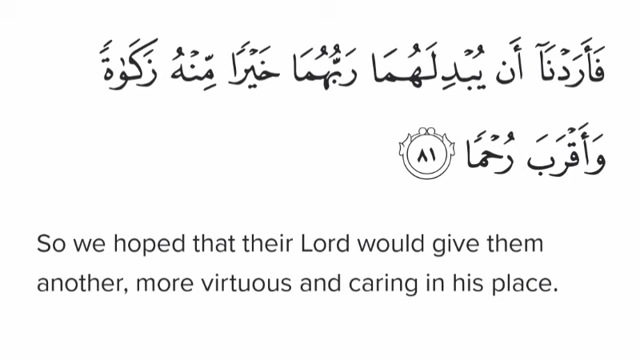 فَأَرَدْنَآ أَن يُبْدِلَهُمَا رَبُّهُمَا خَيْرًا مِّنْهُ زَكَوٰةً
وَأَقْرَبَ رُحْمًا ٨١
So we hoped that their Lord would give them
another, more virtuous and caring in his place.